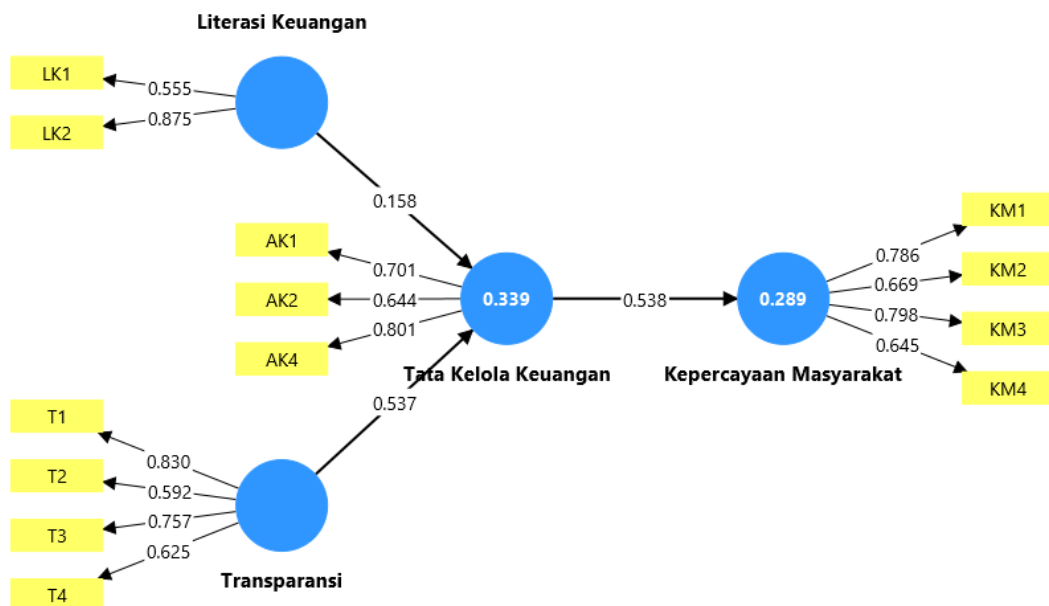 Literasi Keuangan
LK1
0.555
LK2
0.875
0.158
AK1
0.701
AK2
0.644
AK4
0.801
0.339
0.538
0.289
KM1
0.786
KM2
0.669
KM3
0.798
KM4
0.645
Tata Kelola Keuangan
Kepercayaan Masyarakat
0.537
T1
0.830
T2
0.592
T3
0.757
T4
0.625
Transparansi